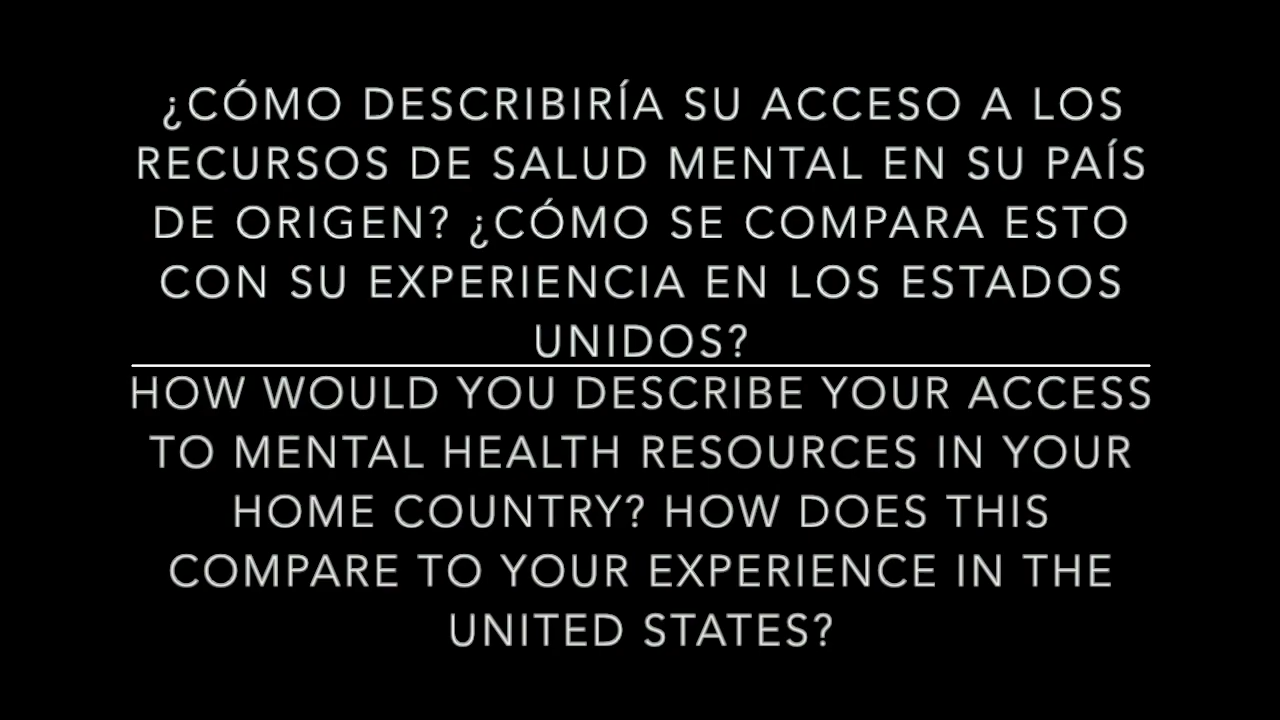 ¿CÓMO DESCRIBIRÍA SU ACCESO A LOS
RECURSOS DE SALUD MENTAL EN SU PAÍS
DE ORIGEN? ¿CÓMO SE COMPARA ESTO
CON SU EXPERIENCIA EN LOS ESTADOS
UNIDOS?
HOW WOULD YOU DESCRIBE YOUR ACCESS
TO MENTAL HEALTH RESOURCES IN YOUR
HOME COUNTRY? HOW DOES THIS
COMPARE TO YOUR EXPERIENCE IN THE
UNITED STATES?